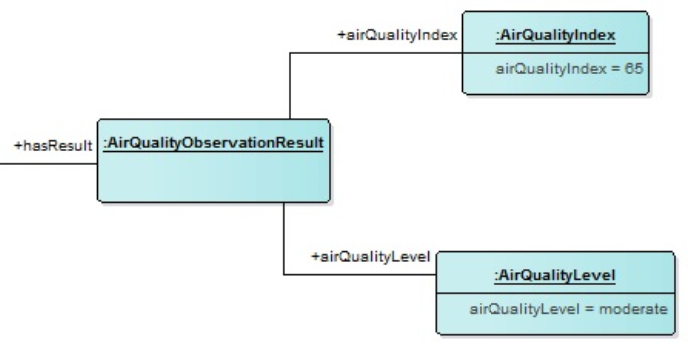 +airQualityIndex
:AirQualityIndex
airQualityIndex = 65
+hasResult
:AirQualityObservationResult
+airQualityLevel
:AirQualityLevel
airQualityLevel = moderate